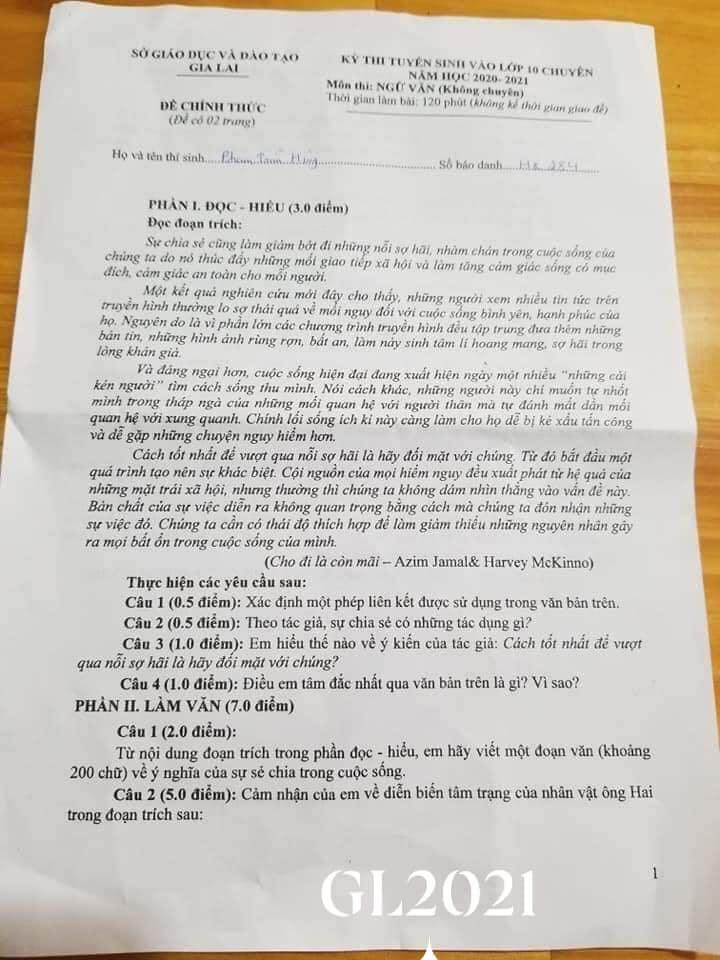 SỞ GIÁO DỤC VÀ ĐÀO TẠO
GIA LAI
ĐỀ CHÍNH THỨC
(Đề có 02 trang)
KỲ THI TUYỂN SINH VÀO LỚP 10 CHUYÊN
NĂM HỌC 2020- 2021
Môn thi: NGỮ VĂN (Không chuyên)
Thời gian làm bài: 120 phút (không kể thời gian giao đề)
Họ và tên thí sinh.....Phạm ... Số báo danh....
PHẦN I. ĐỌC - HIỂU (3.0 điểm)
Đọc đoạn trích:
Sự chia sẻ cũng làm giảm bớt đi những nỗi sợ hãi, nhàm chán trong cuộc sống của
chúng ta do nó thúc đẩy những mối giao tiếp xã hội và làm tăng cảm giác sống có mục
đích, cảm giác an toàn cho mỗi người.
Một kết quả nghiên cứu mới đây cho thấy, những người xem nhiều tin tức trên
truyền hình thường lo sợ thái quá về mối nguy đối với cuộc sống bình yên, hạnh phúc của
họ. Nguyên do là vì phần lớn các chương trình truyền hình đều tập trung đưa thêm những
bản tin, những hình ảnh rùng rợn, bất an, làm nảy sinh tâm lí hoang mang, sợ hãi trong
lòng khán giả.
Và đáng ngại hơn, cuộc sống hiện đại đang xuất hiện ngày một nhiều “những cái
kén người” tìm cách sống thu mình. Nói cách khác, những người này chỉ muốn tự nhốt
mình trong tháp ngà của những mối quan hệ với người thân mà tự đánh mất dần mối
quan hệ với xung quanh. Chính lối sống ích kỉ này càng làm cho họ dễ bị kẻ xấu tấn công
và dễ gặp những chuyện nguy hiểm hơn.
Cách tốt nhất để vượt qua nỗi sợ hãi là hãy đối mặt với chúng. Từ đó bắt đầu một
quá trình tạo nên sự khác biệt. Cội nguồn của mọi hiểm nguy đều xuất phát từ hệ quả của
những mặt trái xã hội, nhưng thường thì chúng ta không dám nhìn thẳng vào vấn đề này.
Bản chất của sự việc diễn ra không quan trọng bằng cách mà chúng ta đón nhận những
sự việc đó. Chúng ta cần có thái độ thích hợp để làm giảm thiểu những nguyên nhân gây
ra mọi bất ổn trong cuộc sống của mình.
(Cho đi là còn mãi – Azim Jamal& Harvey McKinno)
Thực hiện các yêu cầu sau:
Câu 1 (0.5 điểm): Xác định một phép liên kết được sử dụng trong văn bản trên.
Câu 2 (0.5 điểm): Theo tác giả, sự chia sẻ có những tác dụng gì?
Câu 3 (1.0 điểm): Em hiểu thế nào về ý kiến của tác giả: Cách tốt nhất để vượt
qua nỗi sợ hãi là hãy đối mặt với chúng?
Câu 4 (1.0 điểm): Điều em tâm đắc nhất qua văn bản trên là gì? Vì sao?
PHẦN II. LÀM VĂN (7.0 điểm)
Câu 1 (2.0 điểm):
Từ nội dung đoạn trích trong phần đọc - hiểu, em hãy viết một đoạn văn (khoảng
200 chữ) về ý nghĩa của sự sẻ chia trong cuộc sống.
Câu 2 (5.0 điểm): Cảm nhận của em về diễn biến tâm trạng của nhân vật ông Hai
trong đoạn trích sau:
1
GL2021